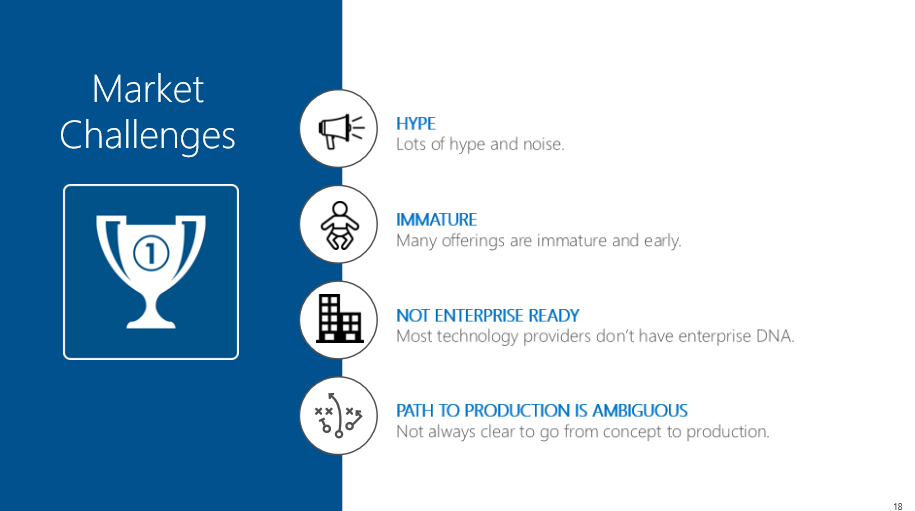 Market
Challenges
1
HYPE
Lots of hype and noise.
IMMATURE
Many offerings are immature and early.
NOT ENTERPRISE READY
Most technology providers don’t have enterprise DNA.
PATH TO PRODUCTION IS AMBIGUOUS
Not always clear to go from concept to production.
18